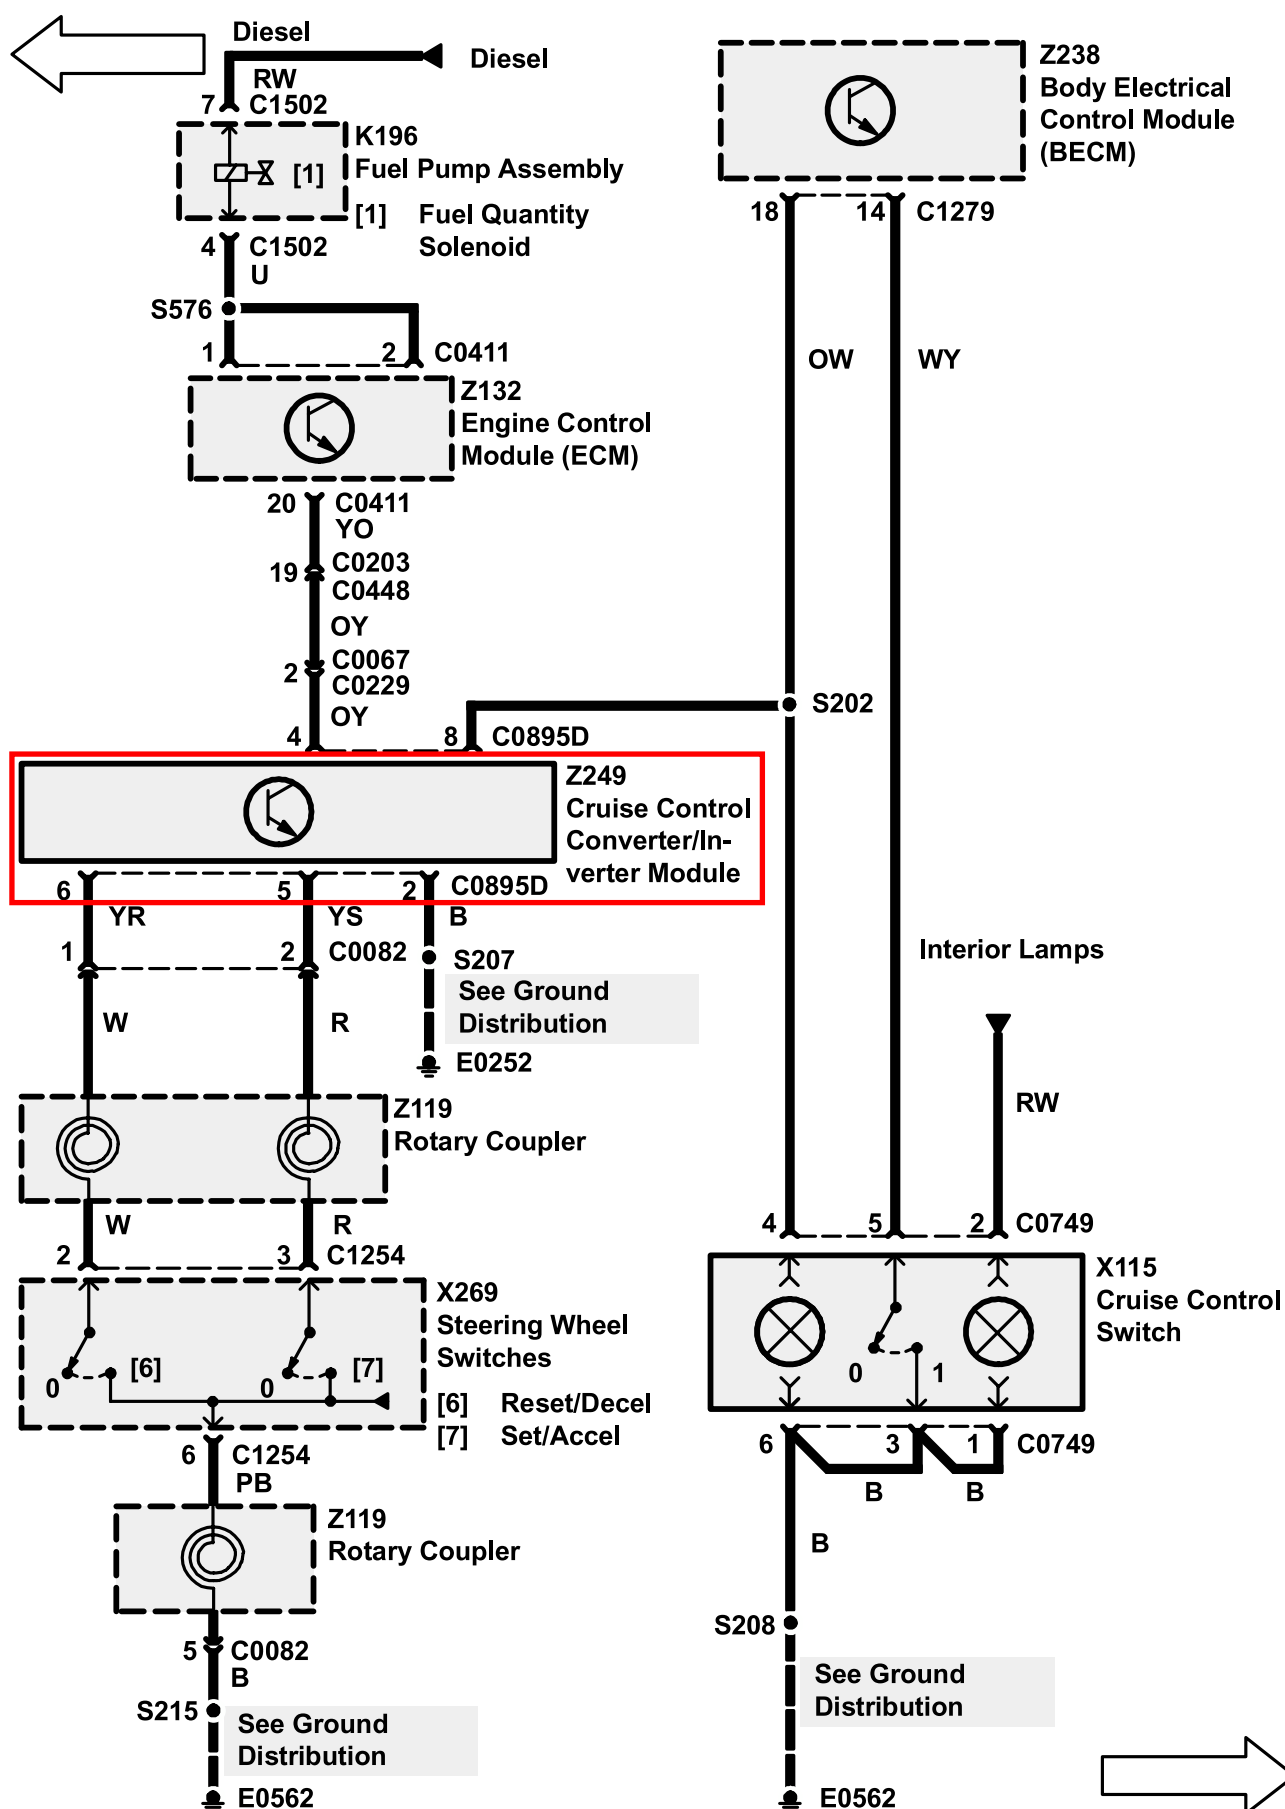 Diesel
Diesel
RW
7 C1502
K196
Fuel Pump Assembly
[1]
[1] Fuel Quantity
Solenoid
4 C1502
U
S576
1 2 C0411
Z132
Engine Control
Module (ECM)
20 C0411
YO
19 C0203
C0448
OY
2 C0067
C0229
OY
4 8 C0895D
Z249
Cruise Control
Converter/In-
verter Module
6 5 2 C0895D
YR YS B
1 2 C0082
S207
See Ground
Distribution
E0252
W R
Z119
Rotary Coupler
W R
2 3 C1254
X269
Steering Wheel
Switches
0 [6] 0 [7]
[6] Reset/Decel
[7] Set/Accel
6 C1254
PB
Z119
Rotary Coupler
5 C0082
B
S215
See Ground
Distribution
E0562
Z238
Body Electrical
Control Module
(BECM)
18 14 C1279
OW WY
S202
Interior Lamps
RW
4 5 2 C0749
X115
Cruise Control
Switch
0 1
6 3 1 C0749
B B
B
S208
See Ground
Distribution
E0562